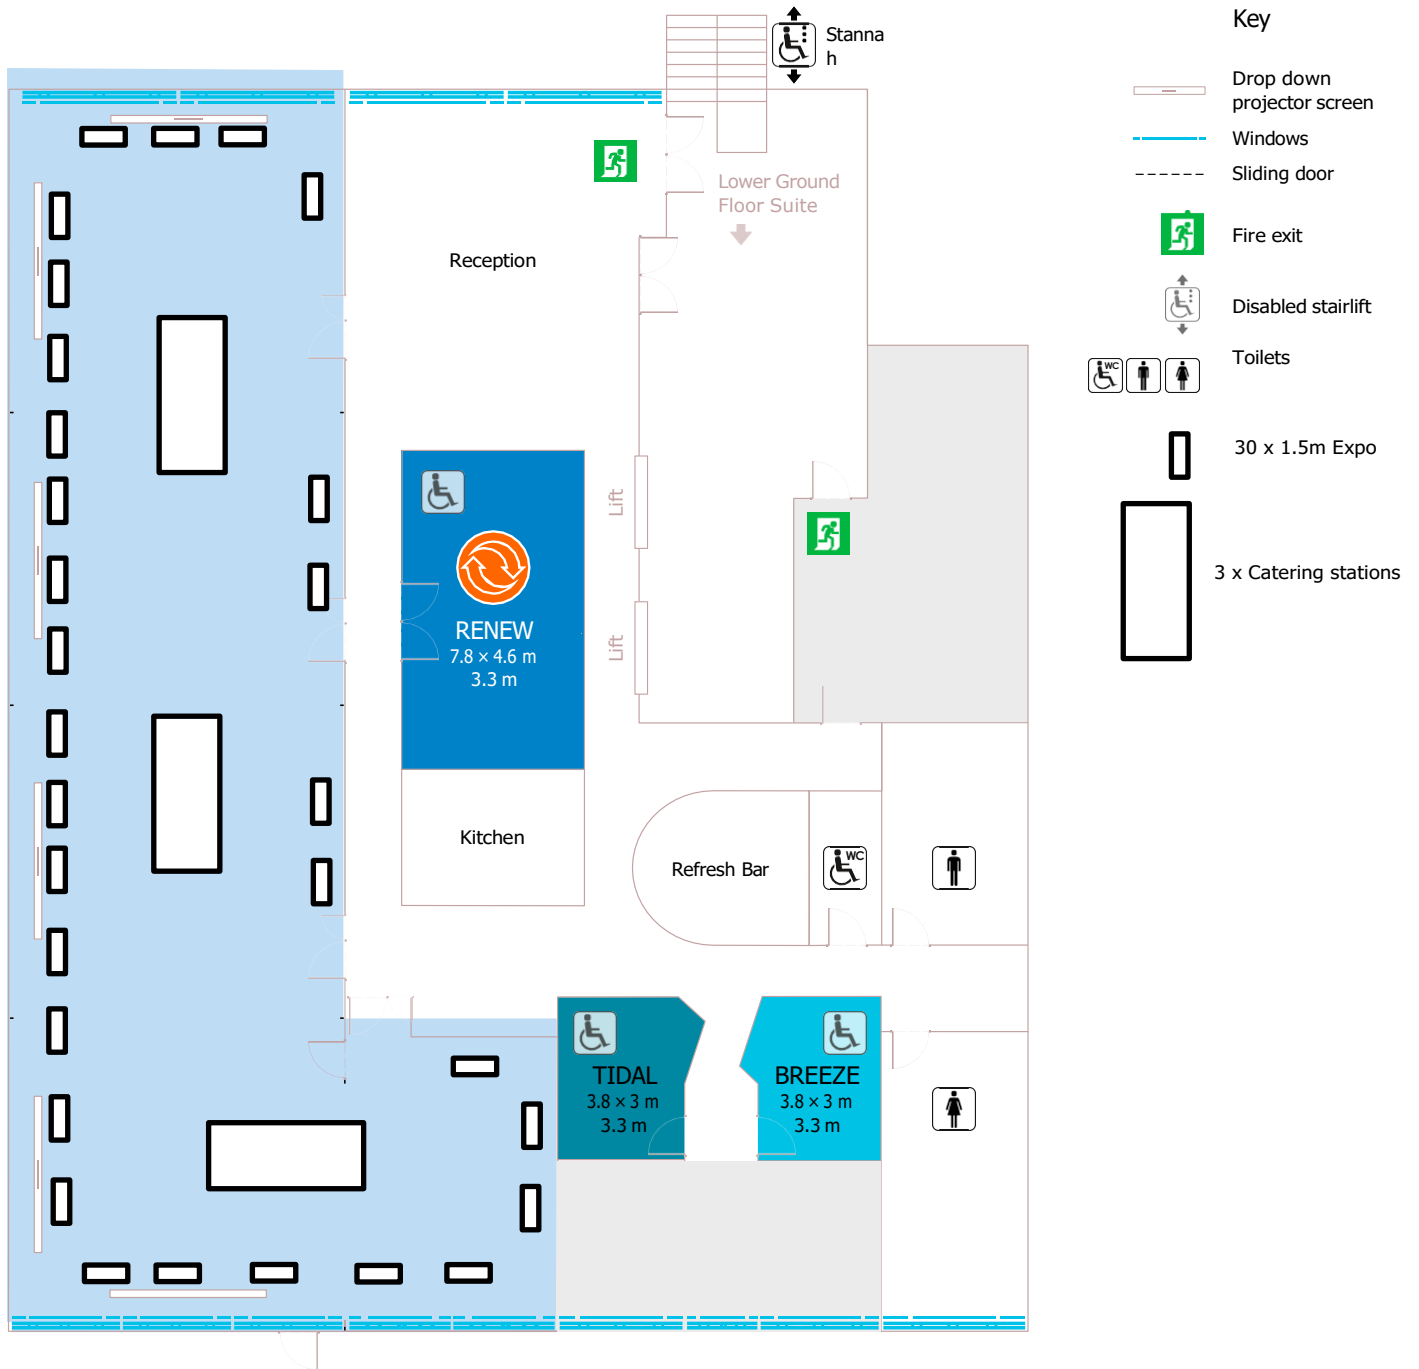 Key
Stanna
h
Drop down
projector screen
Windows
Sliding door
Lower Ground
Floor Suite
Fire exit
Reception
Disabled stairlift
Toilets
WC
30 x 1.5m Expo
Lift
3 x Catering stations
RENEW
7.8 × 4.6 m
3.3 m
Lift
Kitchen
Refresh Bar
WC
TIDAL
3.8 × 3 m
3.3 m
BREEZE
3.8 × 3 m
3.3 m